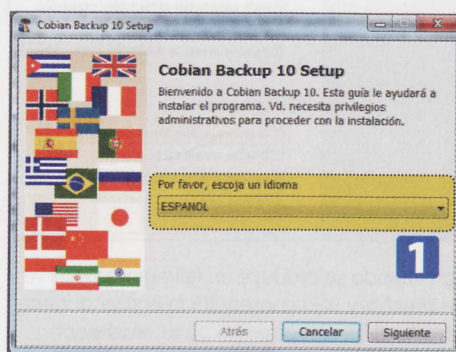 Cobian Backup 10 Setup
Cobian Backup 10 Setup
Bienvenido a Cobian Backup 10. Esta guía le ayudará a
instalar el programa. Vd. necesita privilegios
administrativos para proceder con la instalación.
Por favor, escoja un idioma
ESPANOL
1
Atrás
Cancelar
Siguiente